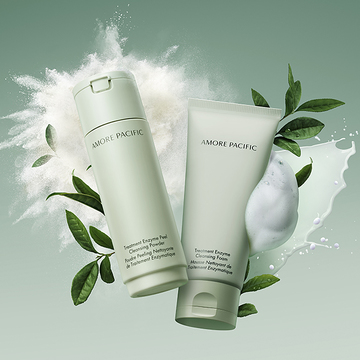 AMORE PACIFIC
Treatment Enzyme Peel
Cleansing Powder
Poudre Peeling Nettoyante
de Traitement Enzymatique
AMORE PACIFIC
Treatment Enzyme
Cleansing Foam
Mousse Nettoyant de
Traitement Enzymatique